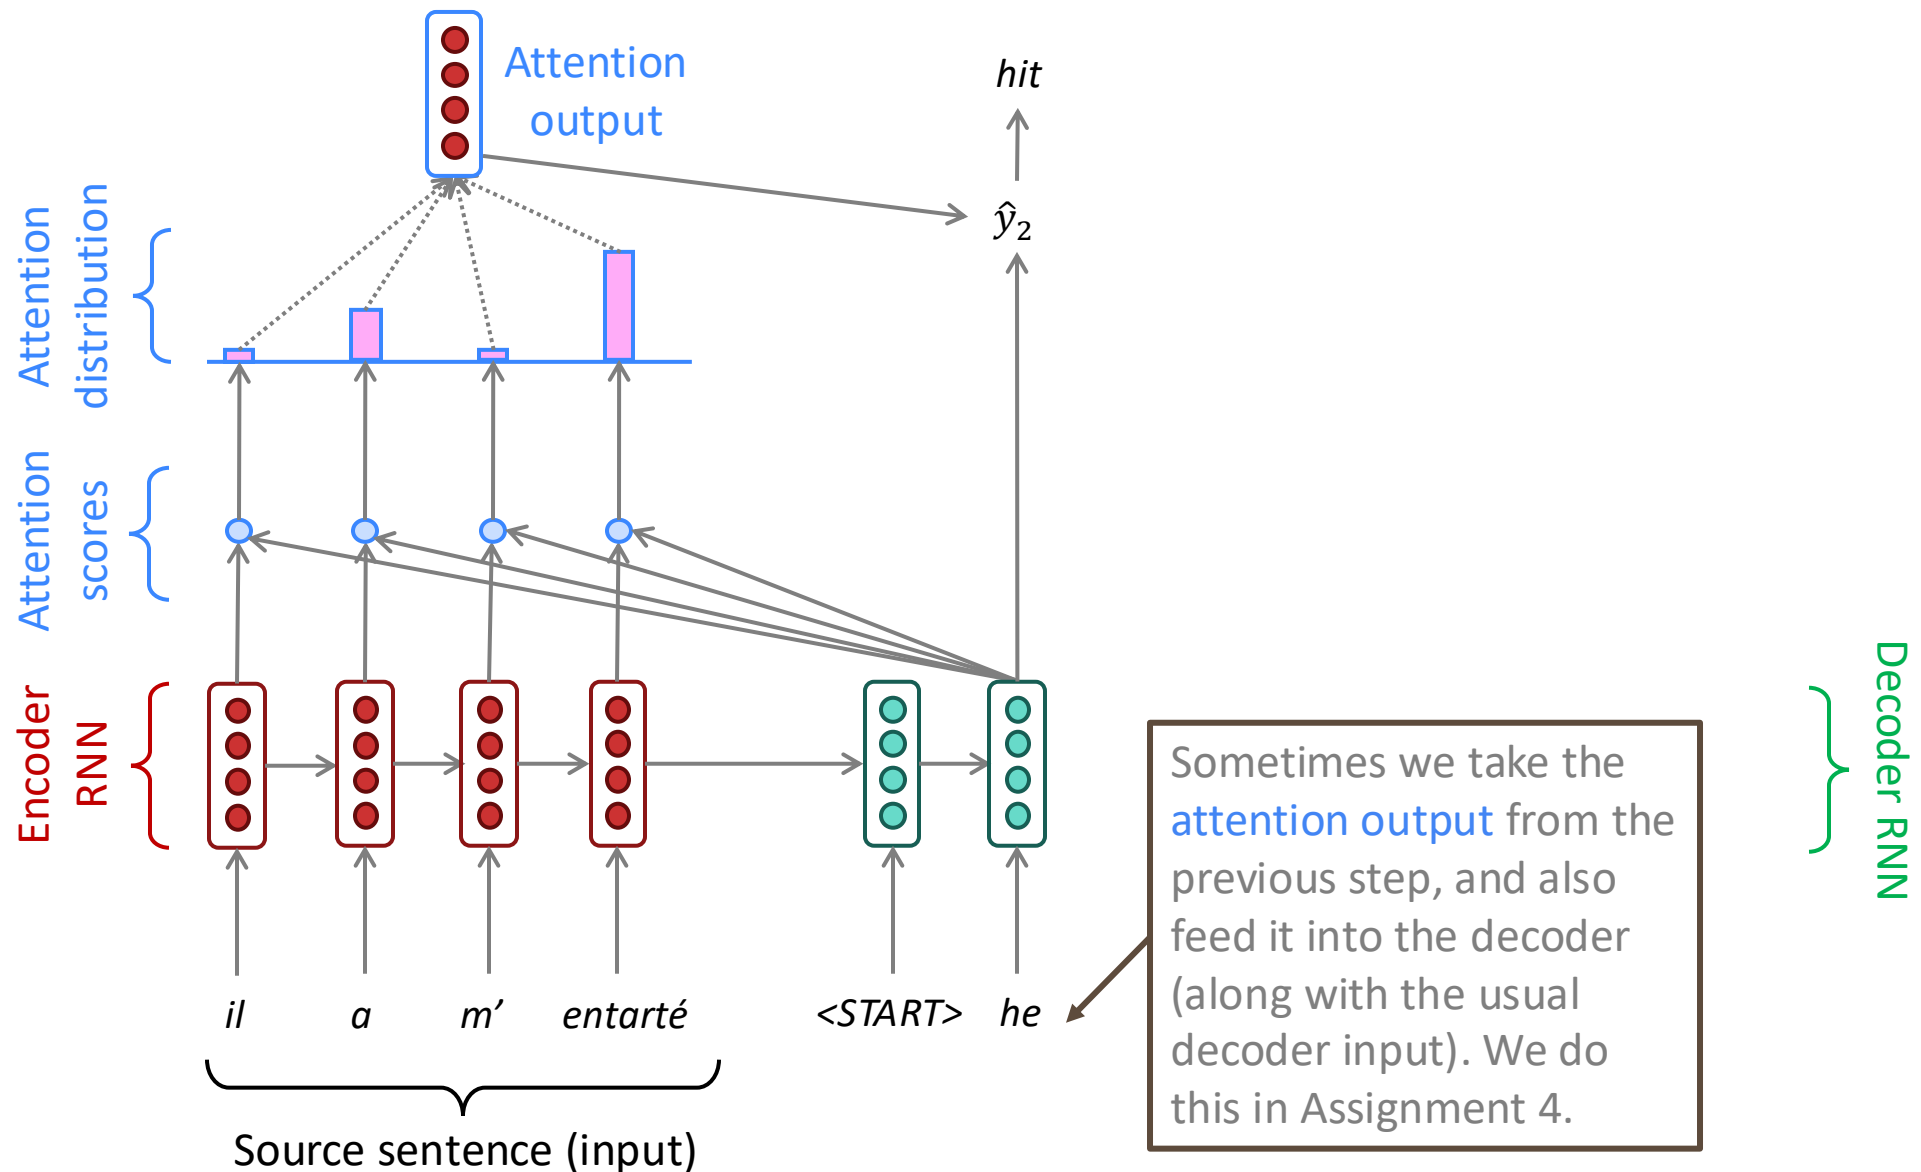 Attention
output
hit
ŷ₂
Attention
distribution
Attention
scores
Encoder
RNN
Decoder RNN
Sometimes we take the
attention output from the
previous step, and also
feed it into the decoder
(along with the usual
decoder input). We do
this in Assignment 4.
il a m’ entarté <START> he
Source sentence (input)